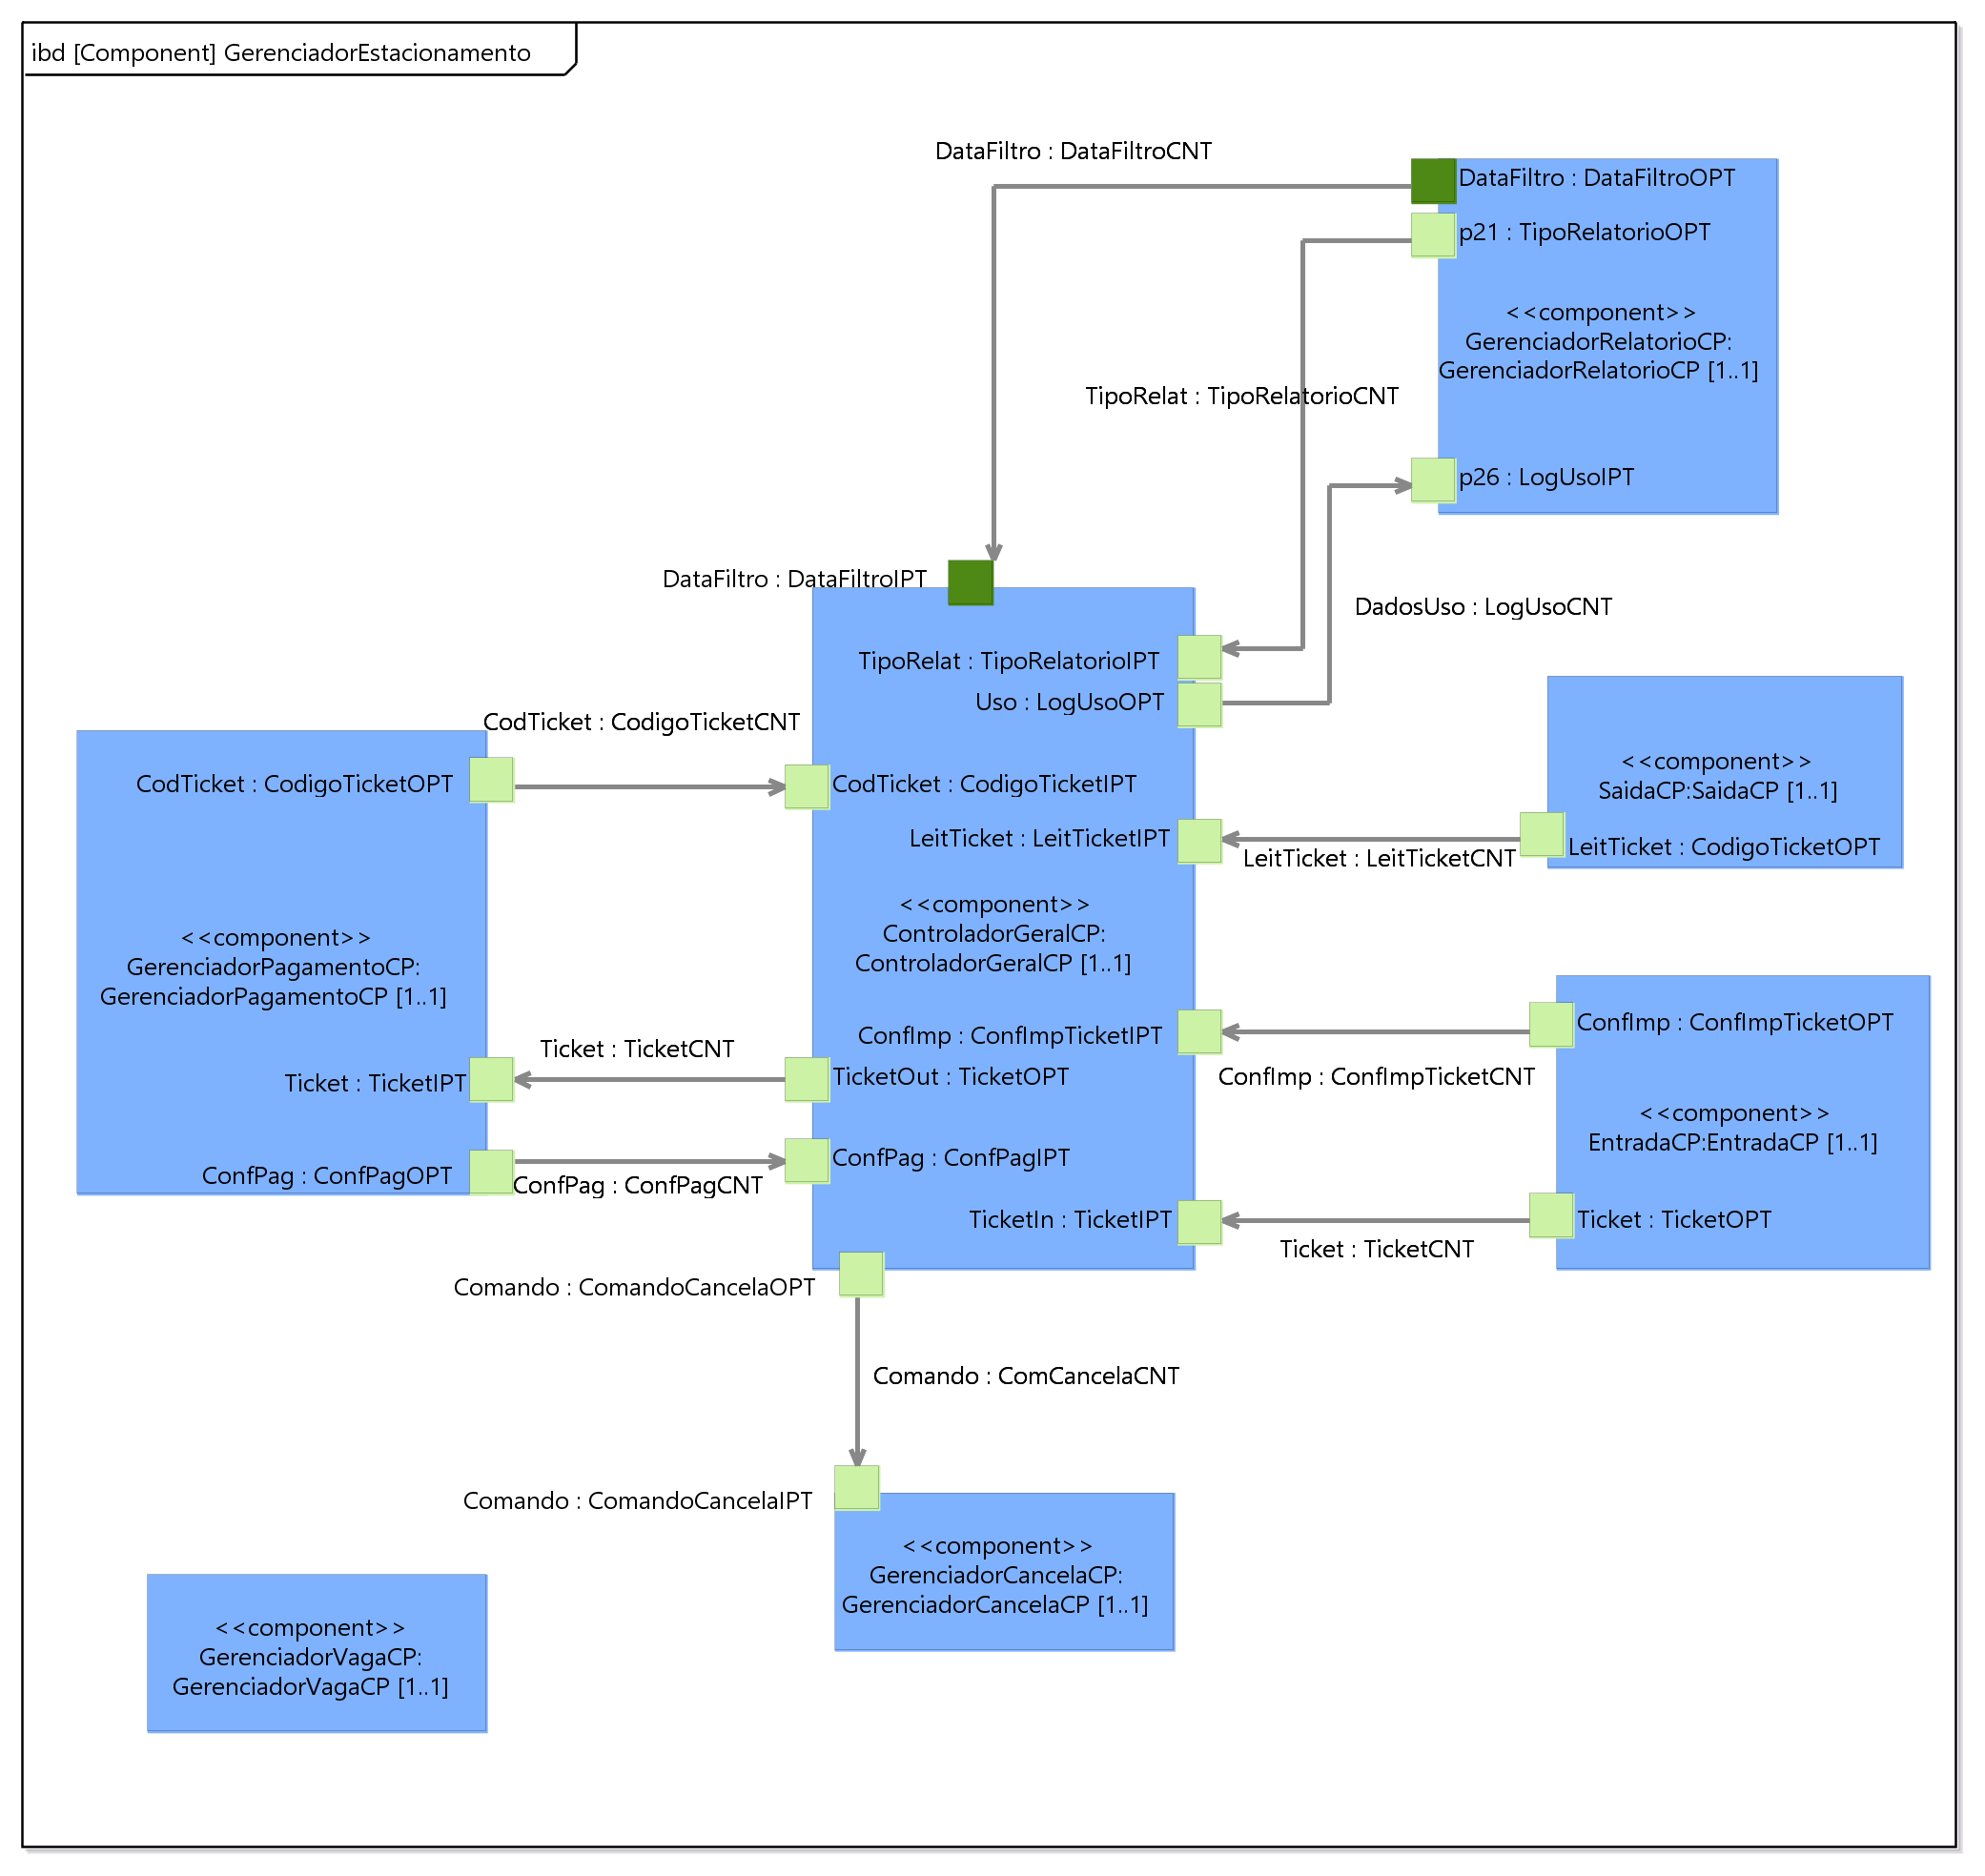 ibd [Component] GerenciadorEstacionamento
DataFiltro : DataFiltroCNT
DataFiltro : DataFiltroOPT
p21 : TipoRelatorioOPT
<<component>>
GerenciadorRelatorioCP:
GerenciadorRelatorioCP [1..1]
TipoRelat : TipoRelatorioCNT
p26 : LogUsoIPT
DataFiltro : DataFiltroIPT
DadosUso : LogUsoCNT
TipoRelat : TipoRelatorioIPT
Uso : LogUsoOPT
CodTicket : CodigoTicketCNT
CodTicket : CodigoTicketOPT
CodTicket : CodigoTicketIPT
<<component>>
SaidaCP:SaidaCP [1..1]
LeitTicket : LeitTicketIPT
LeitTicket : LeitTicketCNT
LeitTicket : CodigoTicketOPT
<<component>>
ControladorGeralCP:
ControladorGeralCP [1..1]
<<component>>
GerenciadorPagamentoCP:
GerenciadorPagamentoCP [1..1]
ConfImp : ConfImpTicketIPT
ConfImp : ConfImpTicketOPT
ConfImp : ConfImpTicketCNT
Ticket : TicketCNT
Ticket : TicketIPT
TicketOut : TicketOPT
<<component>>
EntradaCP:EntradaCP [1..1]
ConfPag : ConfPagOPT
ConfPag : ConfPagCNT
ConfPag : ConfPagIPT
TicketIn : TicketIPT
Ticket : TicketOPT
Ticket : TicketCNT
Comando : ComandoCancelaOPT
Comando : ComCancelaCNT
Comando : ComandoCancelaIPT
<<component>>
GerenciadorCancelaCP:
GerenciadorCancelaCP [1..1]
<<component>>
GerenciadorVagaCP:
GerenciadorVagaCP [1..1]